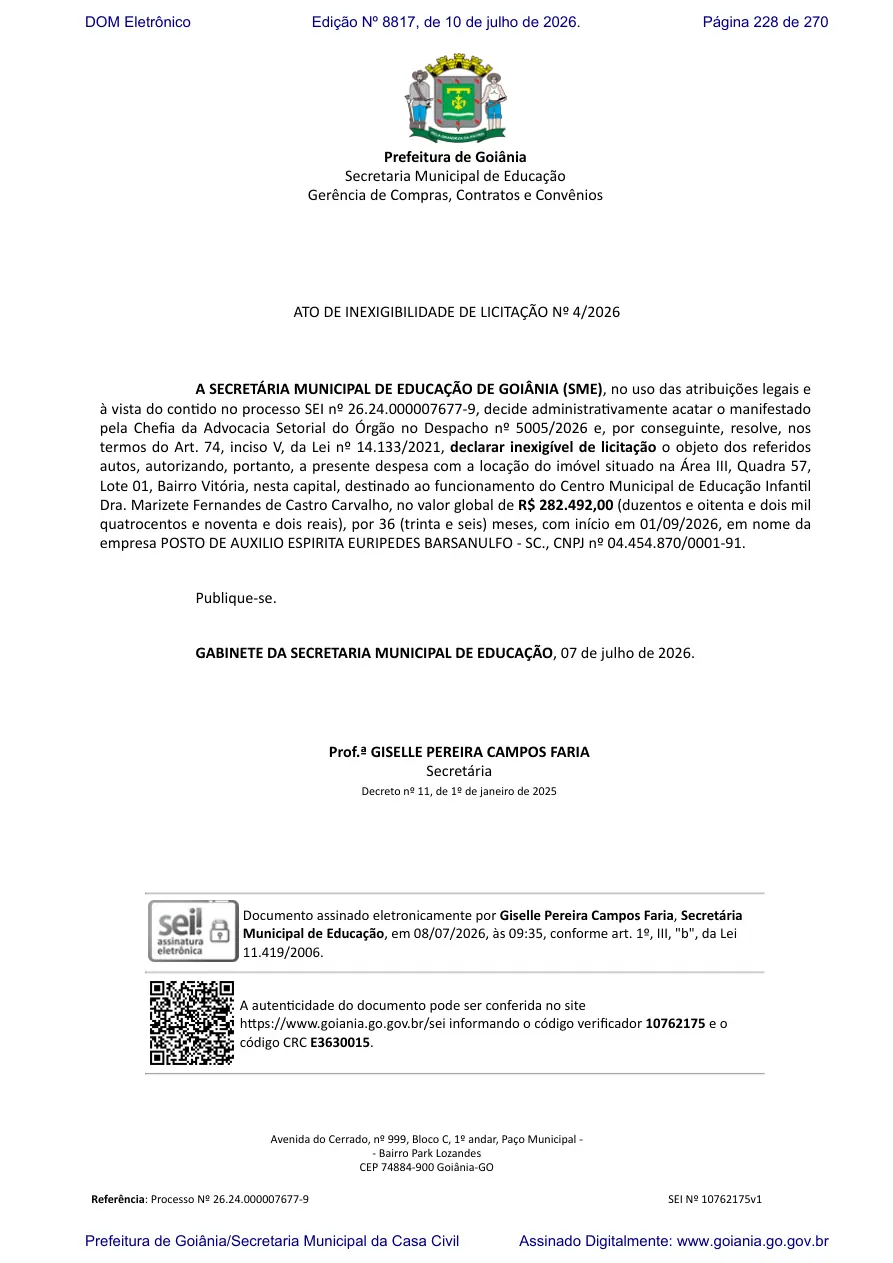 DOM Eletrônico Edição Nº 8817, de 10 de julho de 2026. Página 228 de 270
Prefeitura de Goiânia
Secretaria Municipal de Educação
Gerência de Compras, Contratos e Convênios
ATO DE INEXIGIBILIDADE DE LICITAÇÃO Nº 4/2026
A SECRETÁRIA MUNICIPAL DE EDUCAÇÃO DE GOIÂNIA (SME), no uso das atribuições legais e
à vista do contido no processo SEI nº 26.24.000007677-9, decide administrativamente acatar o manifestado
pela Chefia da Advocacia Setorial do Órgão no Despacho nº 5005/2026 e, por conseguinte, resolve, nos
termos do Art. 74, inciso V, da Lei nº 14.133/2021, declarar inexigível de licitação o objeto dos referidos
autos, autorizando, portanto, a presente despesa com a locação do imóvel situado na Área III, Quadra 57,
Lote 01, Bairro Vitória, nesta capital, destinado ao funcionamento do Centro Municipal de Educação Infantil
Dra. Marizete Fernandes de Castro Carvalho, no valor global de R$ 282.492,00 (duzentos e oitenta e dois mil
quatrocentos e noventa e dois reais), por 36 (trinta e seis) meses, com início em 01/09/2026, em nome da
empresa POSTO DE AUXILIO ESPIRITA EURIPEDES BARSANULFO - SC., CNPJ nº 04.454.870/0001-91.
Publique-se.
GABINETE DA SECRETARIA MUNICIPAL DE EDUCAÇÃO, 07 de julho de 2026.
Prof.ª GISELLE PEREIRA CAMPOS FARIA
Secretária
Decreto nº 11, de 1º de janeiro de 2025
sei!
assinatura
eletrônica
Documento assinado eletronicamente por Giselle Pereira Campos Faria, Secretária
Municipal de Educação, em 08/07/2026, às 09:35, conforme art. 1º, III, "b", da Lei
11.419/2006.
A autenticidade do documento pode ser conferida no site
https://www.goiania.go.gov.br/sei informando o código verificador 10762175 e o
código CRC E3630015.
Avenida do Cerrado, nº 999, Bloco C, 1º andar, Paço Municipal -
- Bairro Park Lozandes
CEP 74884-900 Goiânia-GO
Referência: Processo Nº 26.24.000007677-9 SEI Nº 10762175v1
Prefeitura de Goiânia/Secretaria Municipal da Casa Civil Assinado Digitalmente: www.goiania.go.gov.br